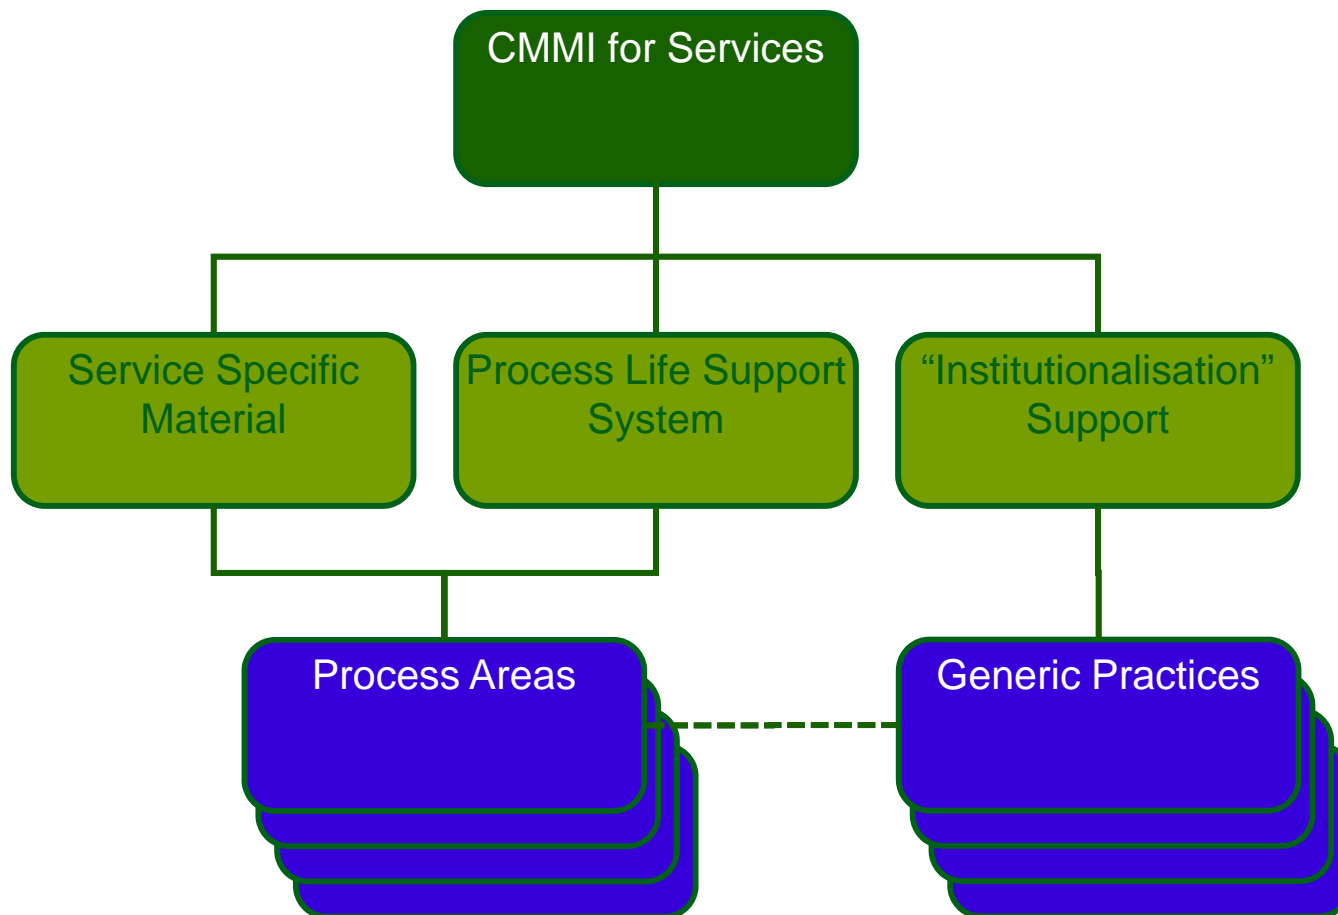 CMMI for Services
Service Specific
Material
Process Life Support
System
“Institutionalisation”
Support
Process Areas
Generic Practices